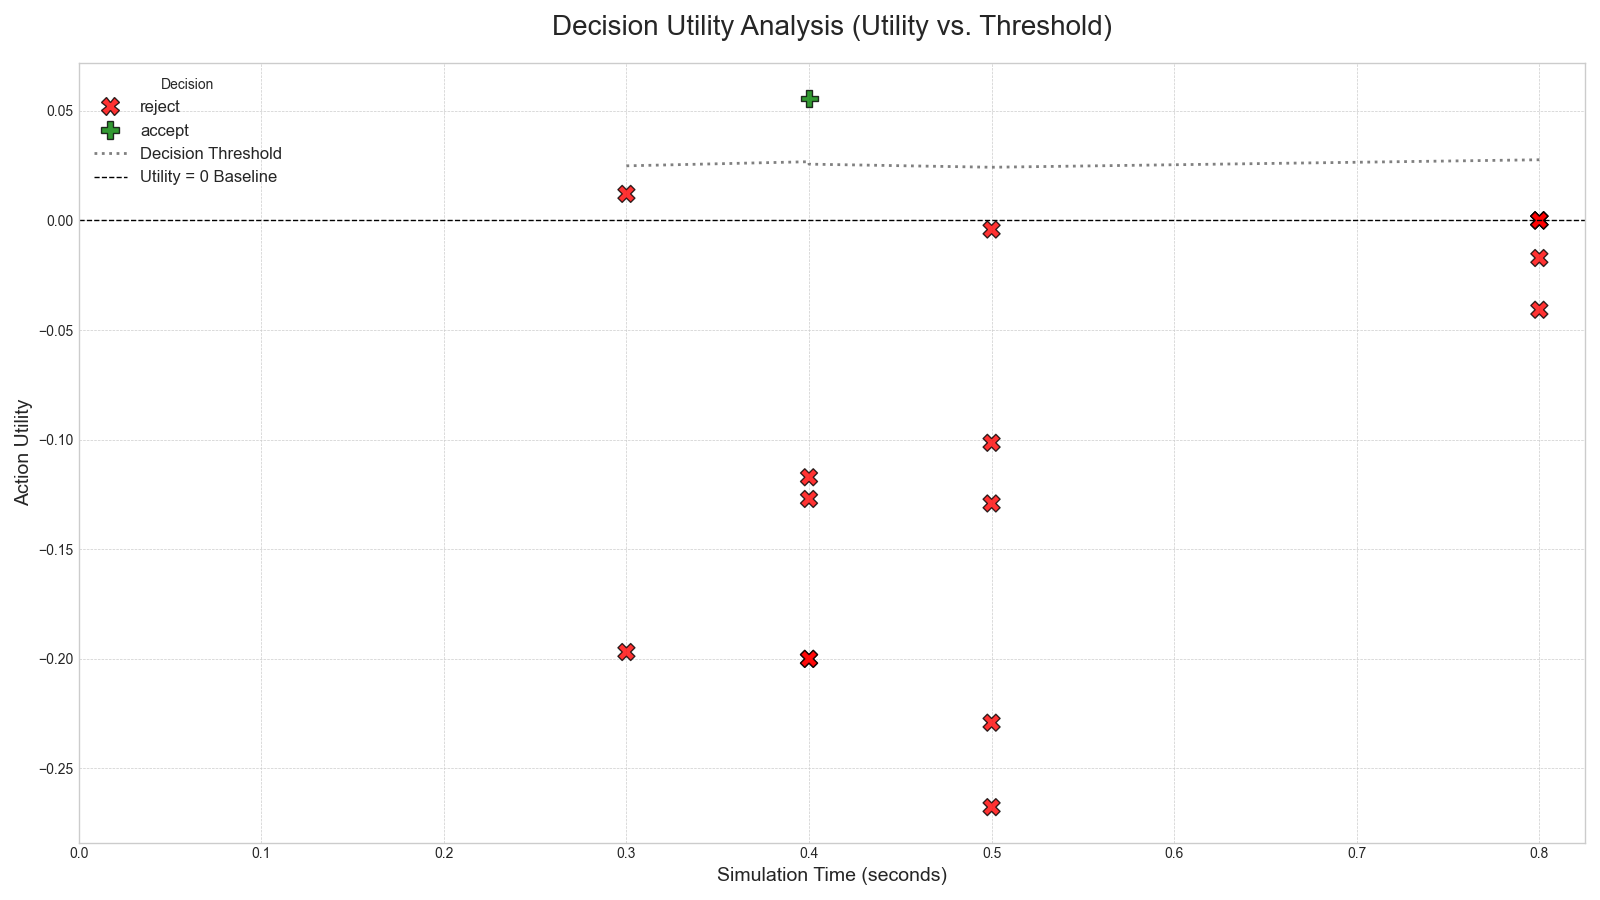 Decision Utility Analysis (Utility vs. Threshold)
Decision
reject
accept
Decision Threshold
Utility = 0 Baseline
0.05
0.00
−0.05
−0.10
−0.15
−0.20
−0.25
Action Utility
0.0 0.1 0.2 0.3 0.4 0.5 0.6 0.7 0.8
Simulation Time (seconds)